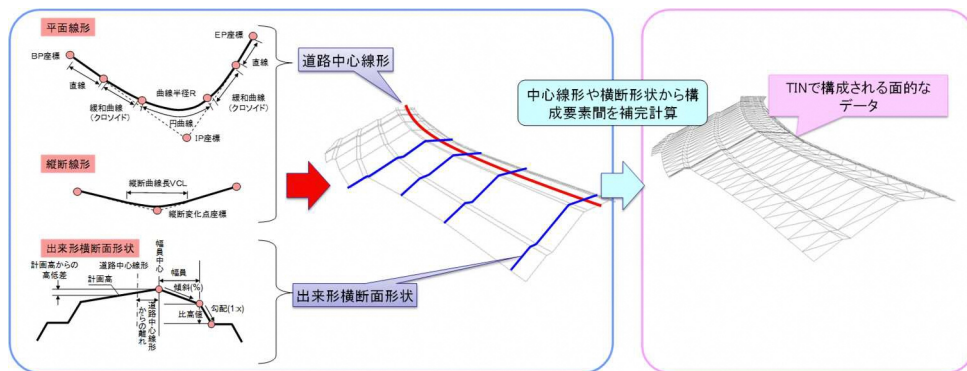 平面線形
BP座標
EP座標
直線
緩和曲線
(クロソイド)
曲線半径R
円曲線
IP座標
直線
緩和曲線
(クロソイド)
縦断線形
縦断曲線長VCL
縦断変化点座標
出来形横断面形状
計画高からの
高低差
道路中心線形
計画高
幅員中心
幅員
傾斜(%)
勾配(1:x)
比高値
道路中心線形
からの離れ
道路中心線形
出来形横断面形状
中心線形や横断形状から構
成要素間を補完計算
TINで構成される面的な
データ